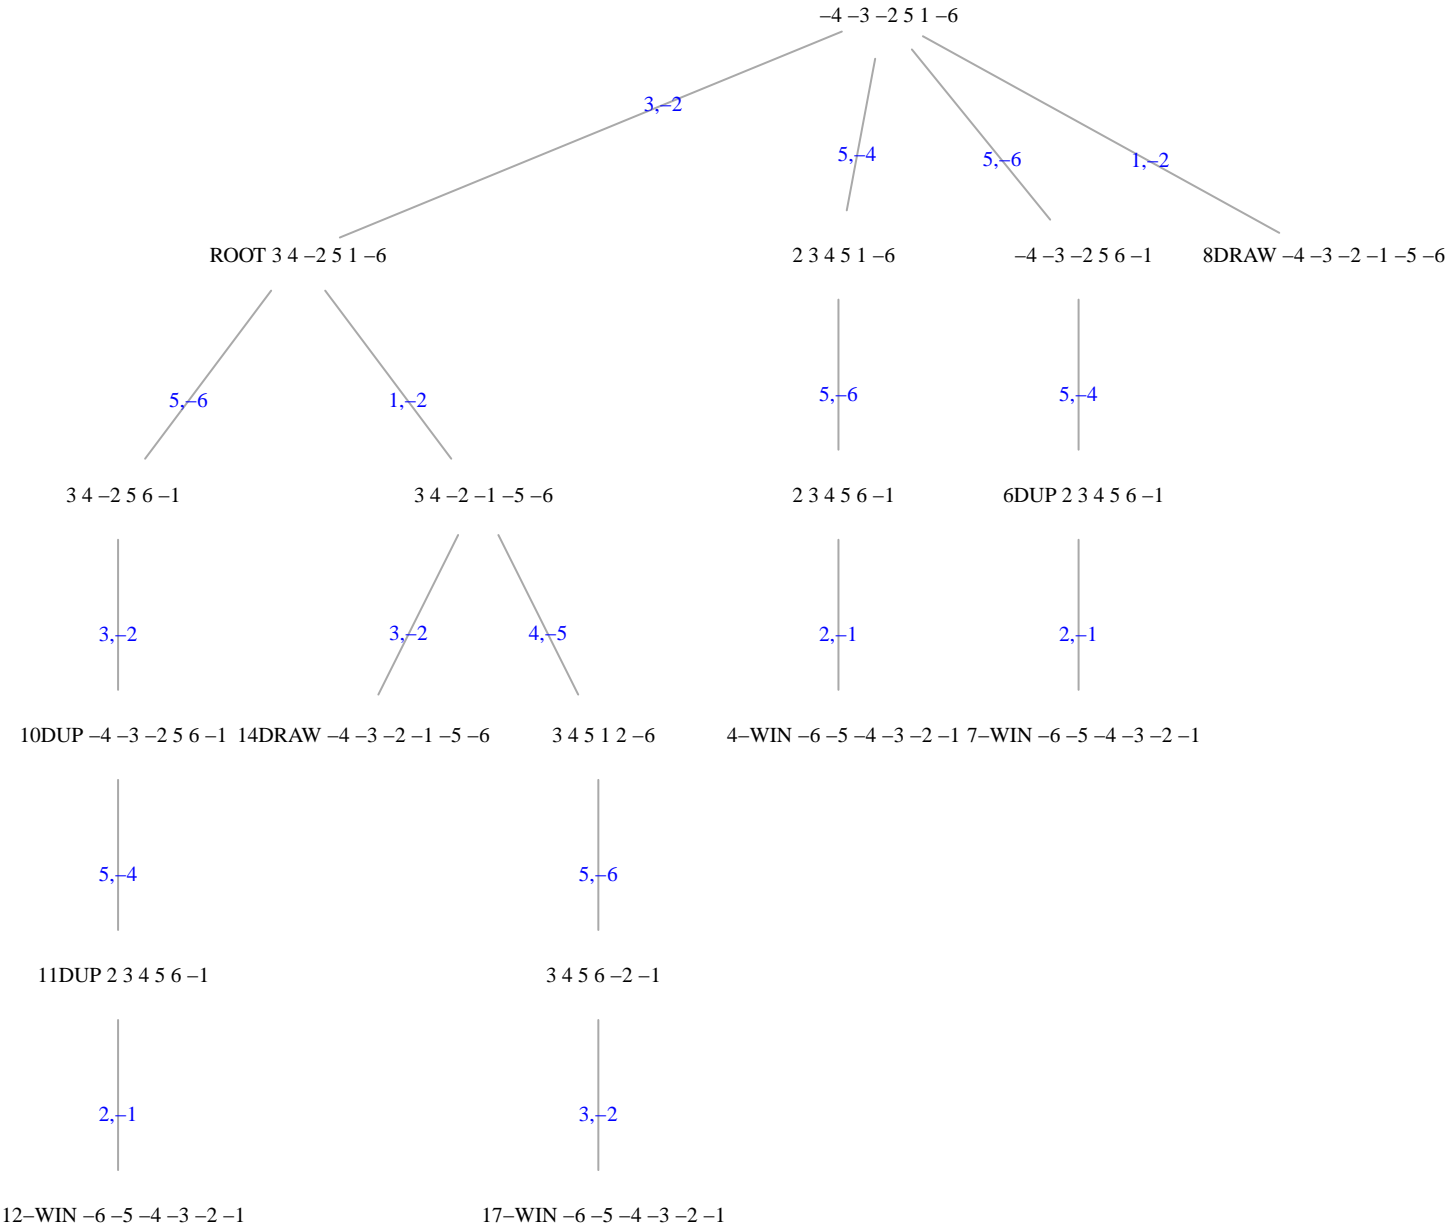 –4 –3 –2 5 1 –6
3,–2
5,–4
5,–6
1,–2
ROOT 3 4 –2 5 1 –6
2 3 4 5 1 –6
–4 –3 –2 5 6 –1
8DRAW –4 –3 –2 –1 –5 –6
5,–6
1,–2
5,–6
5,–4
3 4 –2 5 6 –1
3 4 –2 –1 –5 –6
2 3 4 5 6 –1
6DUP 2 3 4 5 6 –1
3,–2
3,–2
4,–5
2,–1
2,–1
10DUP –4 –3 –2 5 6 –1
14DRAW –4 –3 –2 –1 –5 –6
3 4 5 1 2 –6
4–WIN –6 –5 –4 –3 –2 –1
7–WIN –6 –5 –4 –3 –2 –1
5,–4
5,–6
11DUP 2 3 4 5 6 –1
3 4 5 6 –2 –1
2,–1
3,–2
12–WIN –6 –5 –4 –3 –2 –1
17–WIN –6 –5 –4 –3 –2 –1